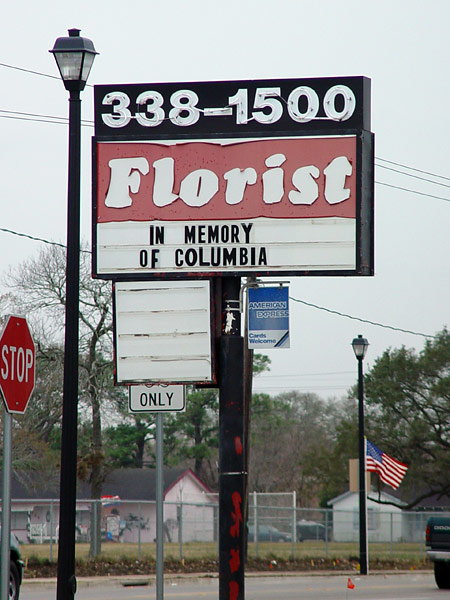 338-1500
Florist
IN MEMORY
OF COLUMBIA
AMERICAN
EXPRESS
Cards
Welcome
STOP
ONLY